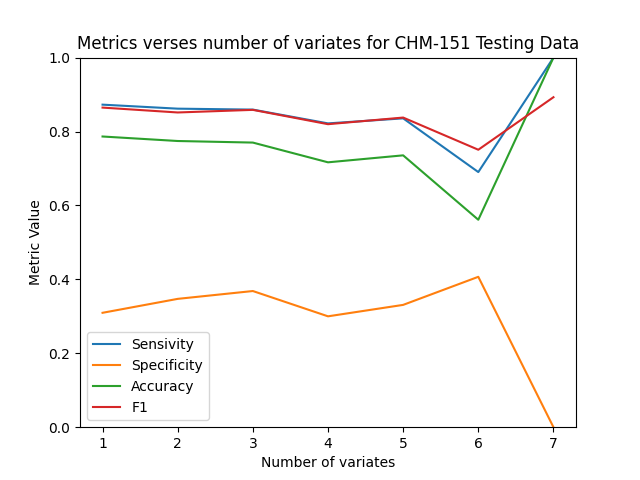 Metrics verses number of variates for CHM-151 Testing Data
1.0
0.8
0.6
0.4
0.2
0.0
Metric Value
Sensivity
Specificity
Accuracy
F1
1 2 3 4 5 6 7
Number of variates